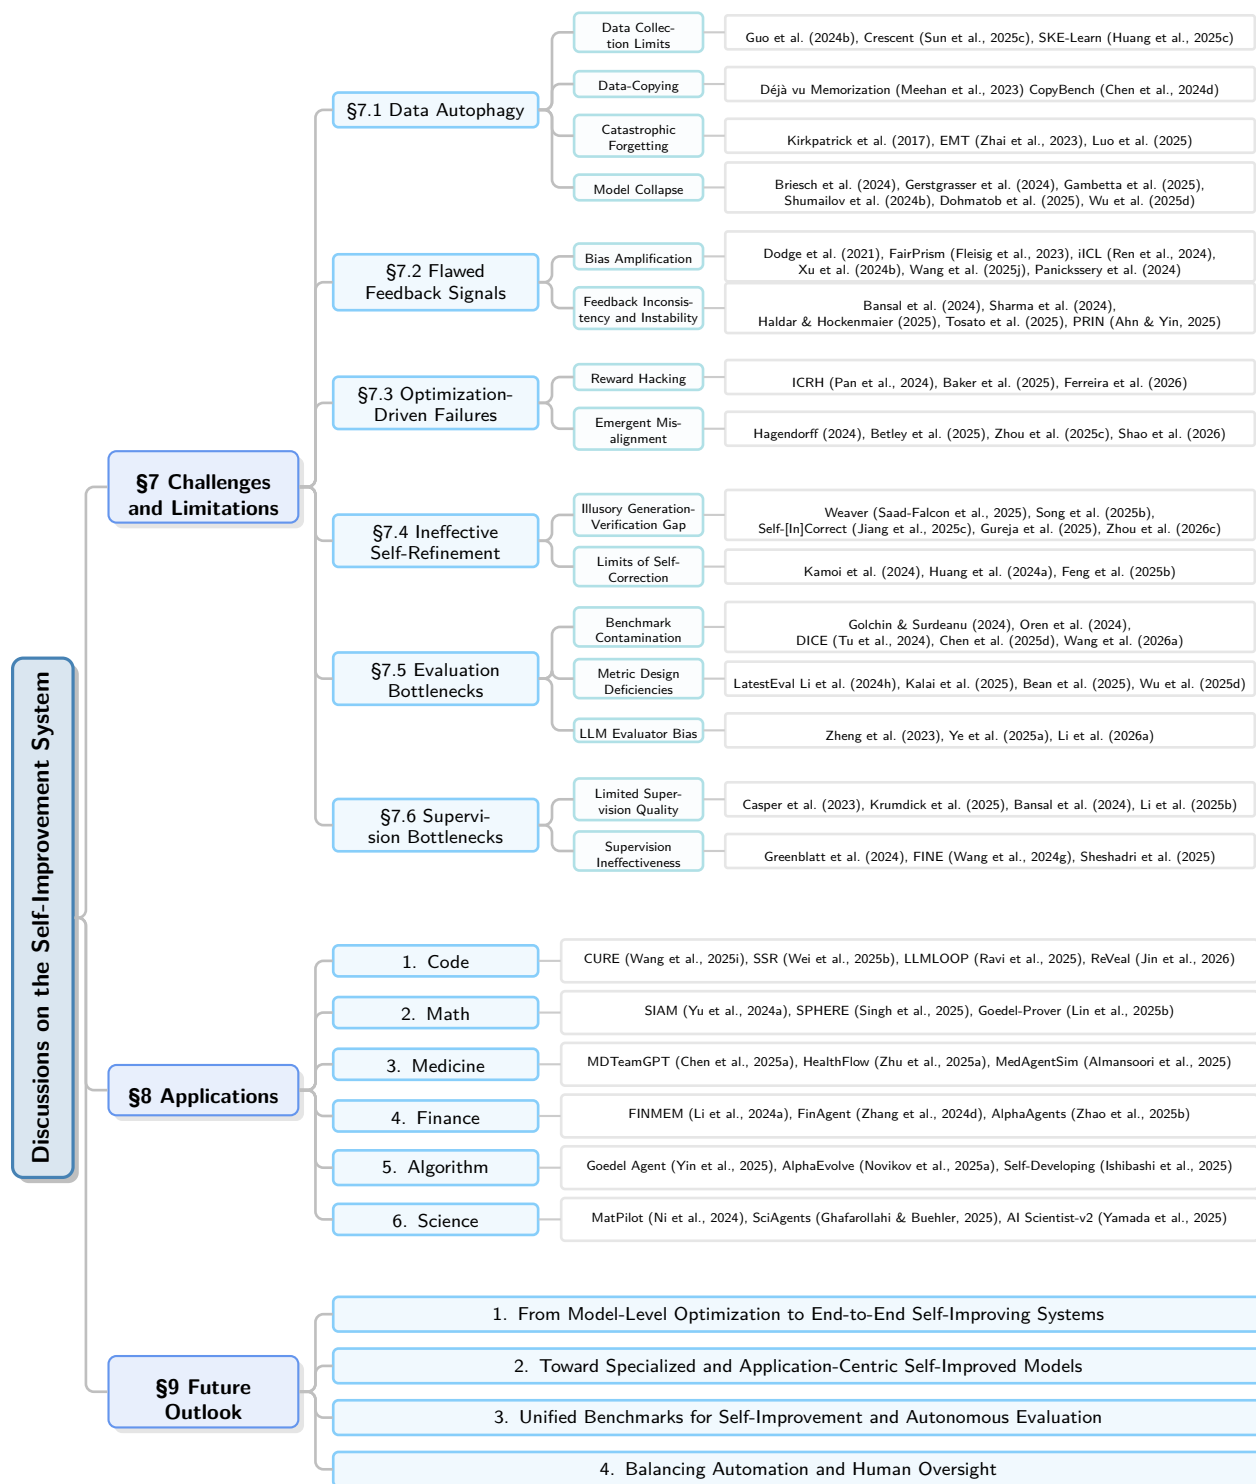 Discussions on the Self-Improvement System
§7 Challenges
and Limitations
§7.1 Data Autophagy
Data Collec-
tion Limits
Guo et al. (2024b), Crescent (Sun et al., 2025c), SKE-Learn (Huang et al., 2025c)
Data-Copying
Déjà vu Memorization (Meehan et al., 2023) CopyBench (Chen et al., 2024d)
Catastrophic
Forgetting
Kirkpatrick et al. (2017), EMT (Zhai et al., 2023), Luo et al. (2025)
Model Collapse
Briesch et al. (2024), Gerstgrasser et al. (2024), Gambetta et al. (2025),
Shumailov et al. (2024b), Dohmatob et al. (2025), Wu et al. (2025d)
§7.2 Flawed
Feedback Signals
Bias Amplification
Dodge et al. (2021), FairPrism (Fleisig et al., 2023), iICL (Ren et al., 2024),
Xu et al. (2024b), Wang et al. (2025j), Panickssery et al. (2024)
Feedback Inconsis-
tency and Instability
Bansal et al. (2024), Sharma et al. (2024),
Haldar & Hockenmaier (2025), Tosato et al. (2025), PRIN (Ahn & Yin, 2025)
§7.3 Optimization-
Driven Failures
Reward Hacking
ICRH (Pan et al., 2024), Baker et al. (2025), Ferreira et al. (2026)
Emergent Mis-
alignment
Hagendorff (2024), Betley et al. (2025), Zhou et al. (2025c), Shao et al. (2026)
§7.4 Ineffective
Self-Refinement
Illusory Generation-
Verification Gap
Weaver (Saad-Falcon et al., 2025), Song et al. (2025b),
Self-[In]Correct (Jiang et al., 2025c), Gureja et al. (2025), Zhou et al. (2026c)
Limits of Self-
Correction
Kamoi et al. (2024), Huang et al. (2024a), Feng et al. (2025b)
§7.5 Evaluation
Bottlenecks
Benchmark
Contamination
Golchin & Surdeanu (2024), Oren et al. (2024),
DICE (Tu et al., 2024), Chen et al. (2025d), Wang et al. (2026a)
Metric Design
Deficiencies
LatestEval Li et al. (2024h), Kalai et al. (2025), Bean et al. (2025), Wu et al. (2025d)
LLM Evaluator Bias
Zheng et al. (2023), Ye et al. (2025a), Li et al. (2026a)
§7.6 Supervi-
sion Bottlenecks
Limited Super-
vision Quality
Casper et al. (2023), Krumdick et al. (2025), Bansal et al. (2024), Li et al. (2025b)
Supervision
Ineffectiveness
Greenblatt et al. (2024), FINE (Wang et al., 2024g), Sheshadri et al. (2025)
§8 Applications
1. Code
CURE (Wang et al., 2025i), SSR (Wei et al., 2025b), LLMLOOP (Ravi et al., 2025), ReVeal (Jin et al., 2026)
2. Math
SIAM (Yu et al., 2024a), SPHERE (Singh et al., 2025), Goedel-Prover (Lin et al., 2025b)
3. Medicine
MDTeamGPT (Chen et al., 2025a), HealthFlow (Zhu et al., 2025a), MedAgentSim (Almansoori et al., 2025)
4. Finance
FINMEM (Li et al., 2024a), FinAgent (Zhang et al., 2024d), AlphaAgents (Zhao et al., 2025b)
5. Algorithm
Goedel Agent (Yin et al., 2025), AlphaEvolve (Novikov et al., 2025a), Self-Developing (Ishibashi et al., 2025)
6. Science
MatPilot (Ni et al., 2024), SciAgents (Ghafarollahi & Buehler, 2025), AI Scientist-v2 (Yamada et al., 2025)
§9 Future
Outlook
1. From Model-Level Optimization to End-to-End Self-Improving Systems
2. Toward Specialized and Application-Centric Self-Improved Models
3. Unified Benchmarks for Self-Improvement and Autonomous Evaluation
4. Balancing Automation and Human Oversight